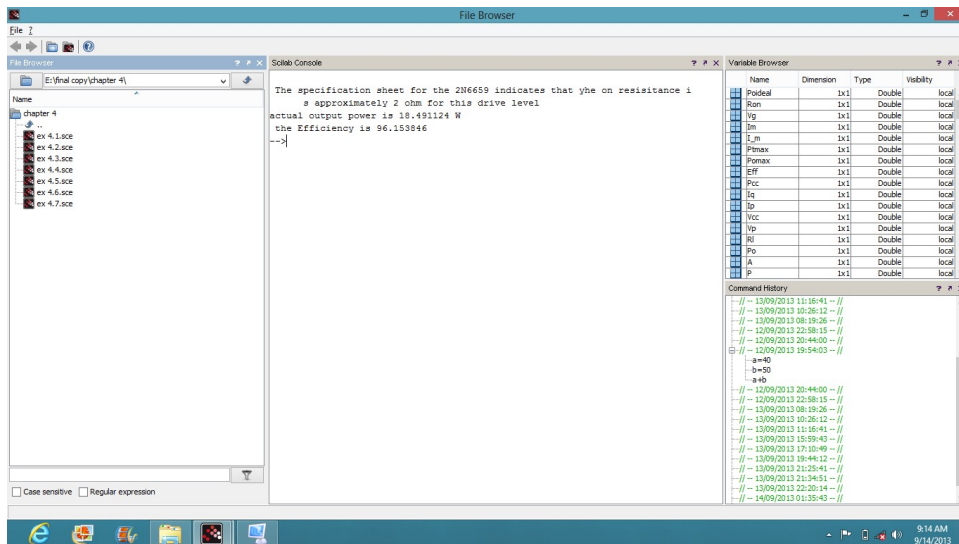 File Browser
File ?
File Browser
E:\final copy\chapter 4\
Name
chapter 4
..
ex 4.1.sce
ex 4.2.sce
ex 4.3.sce
ex 4.4.sce
ex 4.5.sce
ex 4.6.sce
ex 4.7.sce
Case sensitive Regular expression
Scilab Console
The specification sheet for the 2N6659 indicates that yhe on resisitance i
s approximately 2 ohm for this drive level
actual output power is 18.491124 W
the Efficiency is 96.153846
-->
Variable Browser
Name Dimension Type Visibility
Poideal 1x1 Double local
Ron 1x1 Double local
Vg 1x1 Double local
Im 1x1 Double local
I_m 1x1 Double local
Ptmax 1x1 Double local
Pomax 1x1 Double local
Eff 1x1 Double local
Pcc 1x1 Double local
Iq 1x1 Double local
Ip 1x1 Double local
Vcc 1x1 Double local
Vp 1x1 Double local
Rl 1x1 Double local
Po 1x1 Double local
A 1x1 Double local
P 1x1 Double local
Command History
// -- 13/09/2013 11:16:41 -- //
// -- 13/09/2013 10:26:12 -- //
// -- 13/09/2013 08:19:26 -- //
// -- 12/09/2013 22:58:15 -- //
// -- 12/09/2013 20:44:00 -- //
// -- 12/09/2013 19:54:03 -- //
a=40
b=50
a+b
// -- 12/09/2013 20:44:00 -- //
// -- 12/09/2013 22:58:15 -- //
// -- 13/09/2013 08:19:26 -- //
// -- 13/09/2013 10:26:12 -- //
// -- 13/09/2013 11:16:41 -- //
// -- 13/09/2013 15:59:43 -- //
// -- 13/09/2013 17:10:49 -- //
// -- 13/09/2013 19:44:12 -- //
// -- 13/09/2013 21:25:41 -- //
// -- 13/09/2013 21:34:51 -- //
// -- 13/09/2013 22:20:14 -- //
// -- 14/09/2013 01:35:43 -- //
9:14 AM
9/14/2013